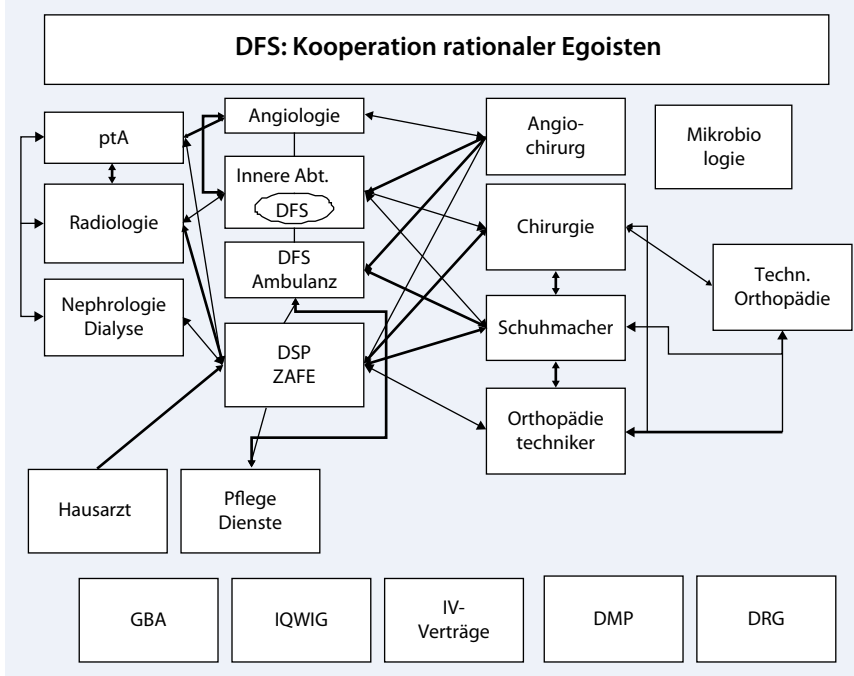 DFS: Kooperation rationaler Egoisten
ptA
Angiologie
Angio-
chirurg
Mikrobio
logie
Innere Abt.
DFS
Radiologie
Chirurgie
DFS
Ambulanz
Techn.
Orthopädie
Nephrologie
Dialyse
Schuhmacher
DSP
ZAFE
Orthopädie
techniker
Hausarzt
Pflege
Dienste
GBA
IQWIG
IV-
Verträge
DMP
DRG